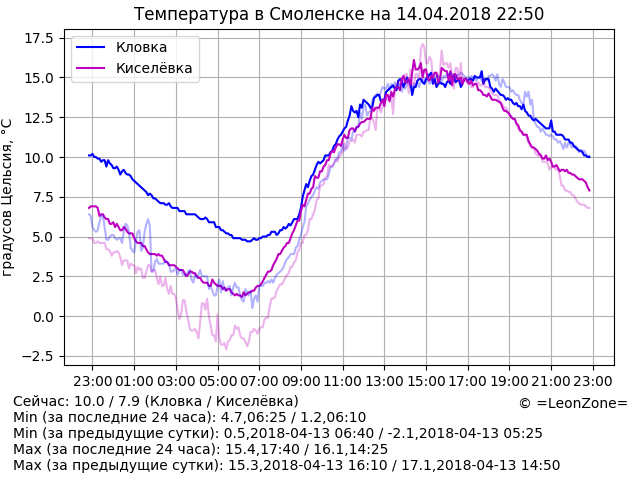 Температура в Смоленске на 14.04.2018 22:50
17.5
15.0
12.5
10.0
7.5
5.0
2.5
0.0
−2.5
градусов Цельсия, °C
Кловка
Киселёвка
23:00 01:00 03:00 05:00 07:00 09:00 11:00 13:00 15:00 17:00 19:00 21:00 23:00
Сейчас: 10.0 / 7.9 (Кловка / Киселёвка)
© =LeonZone=
Min (за последние 24 часа): 4.7,06:25 / 1.2,06:10
Min (за предыдущие сутки): 0.5,2018-04-13 06:40 / -2.1,2018-04-13 05:25
Max (за последние 24 часа): 15.4,17:40 / 16.1,14:25
Max (за предыдущие сутки): 15.3,2018-04-13 16:10 / 17.1,2018-04-13 14:50